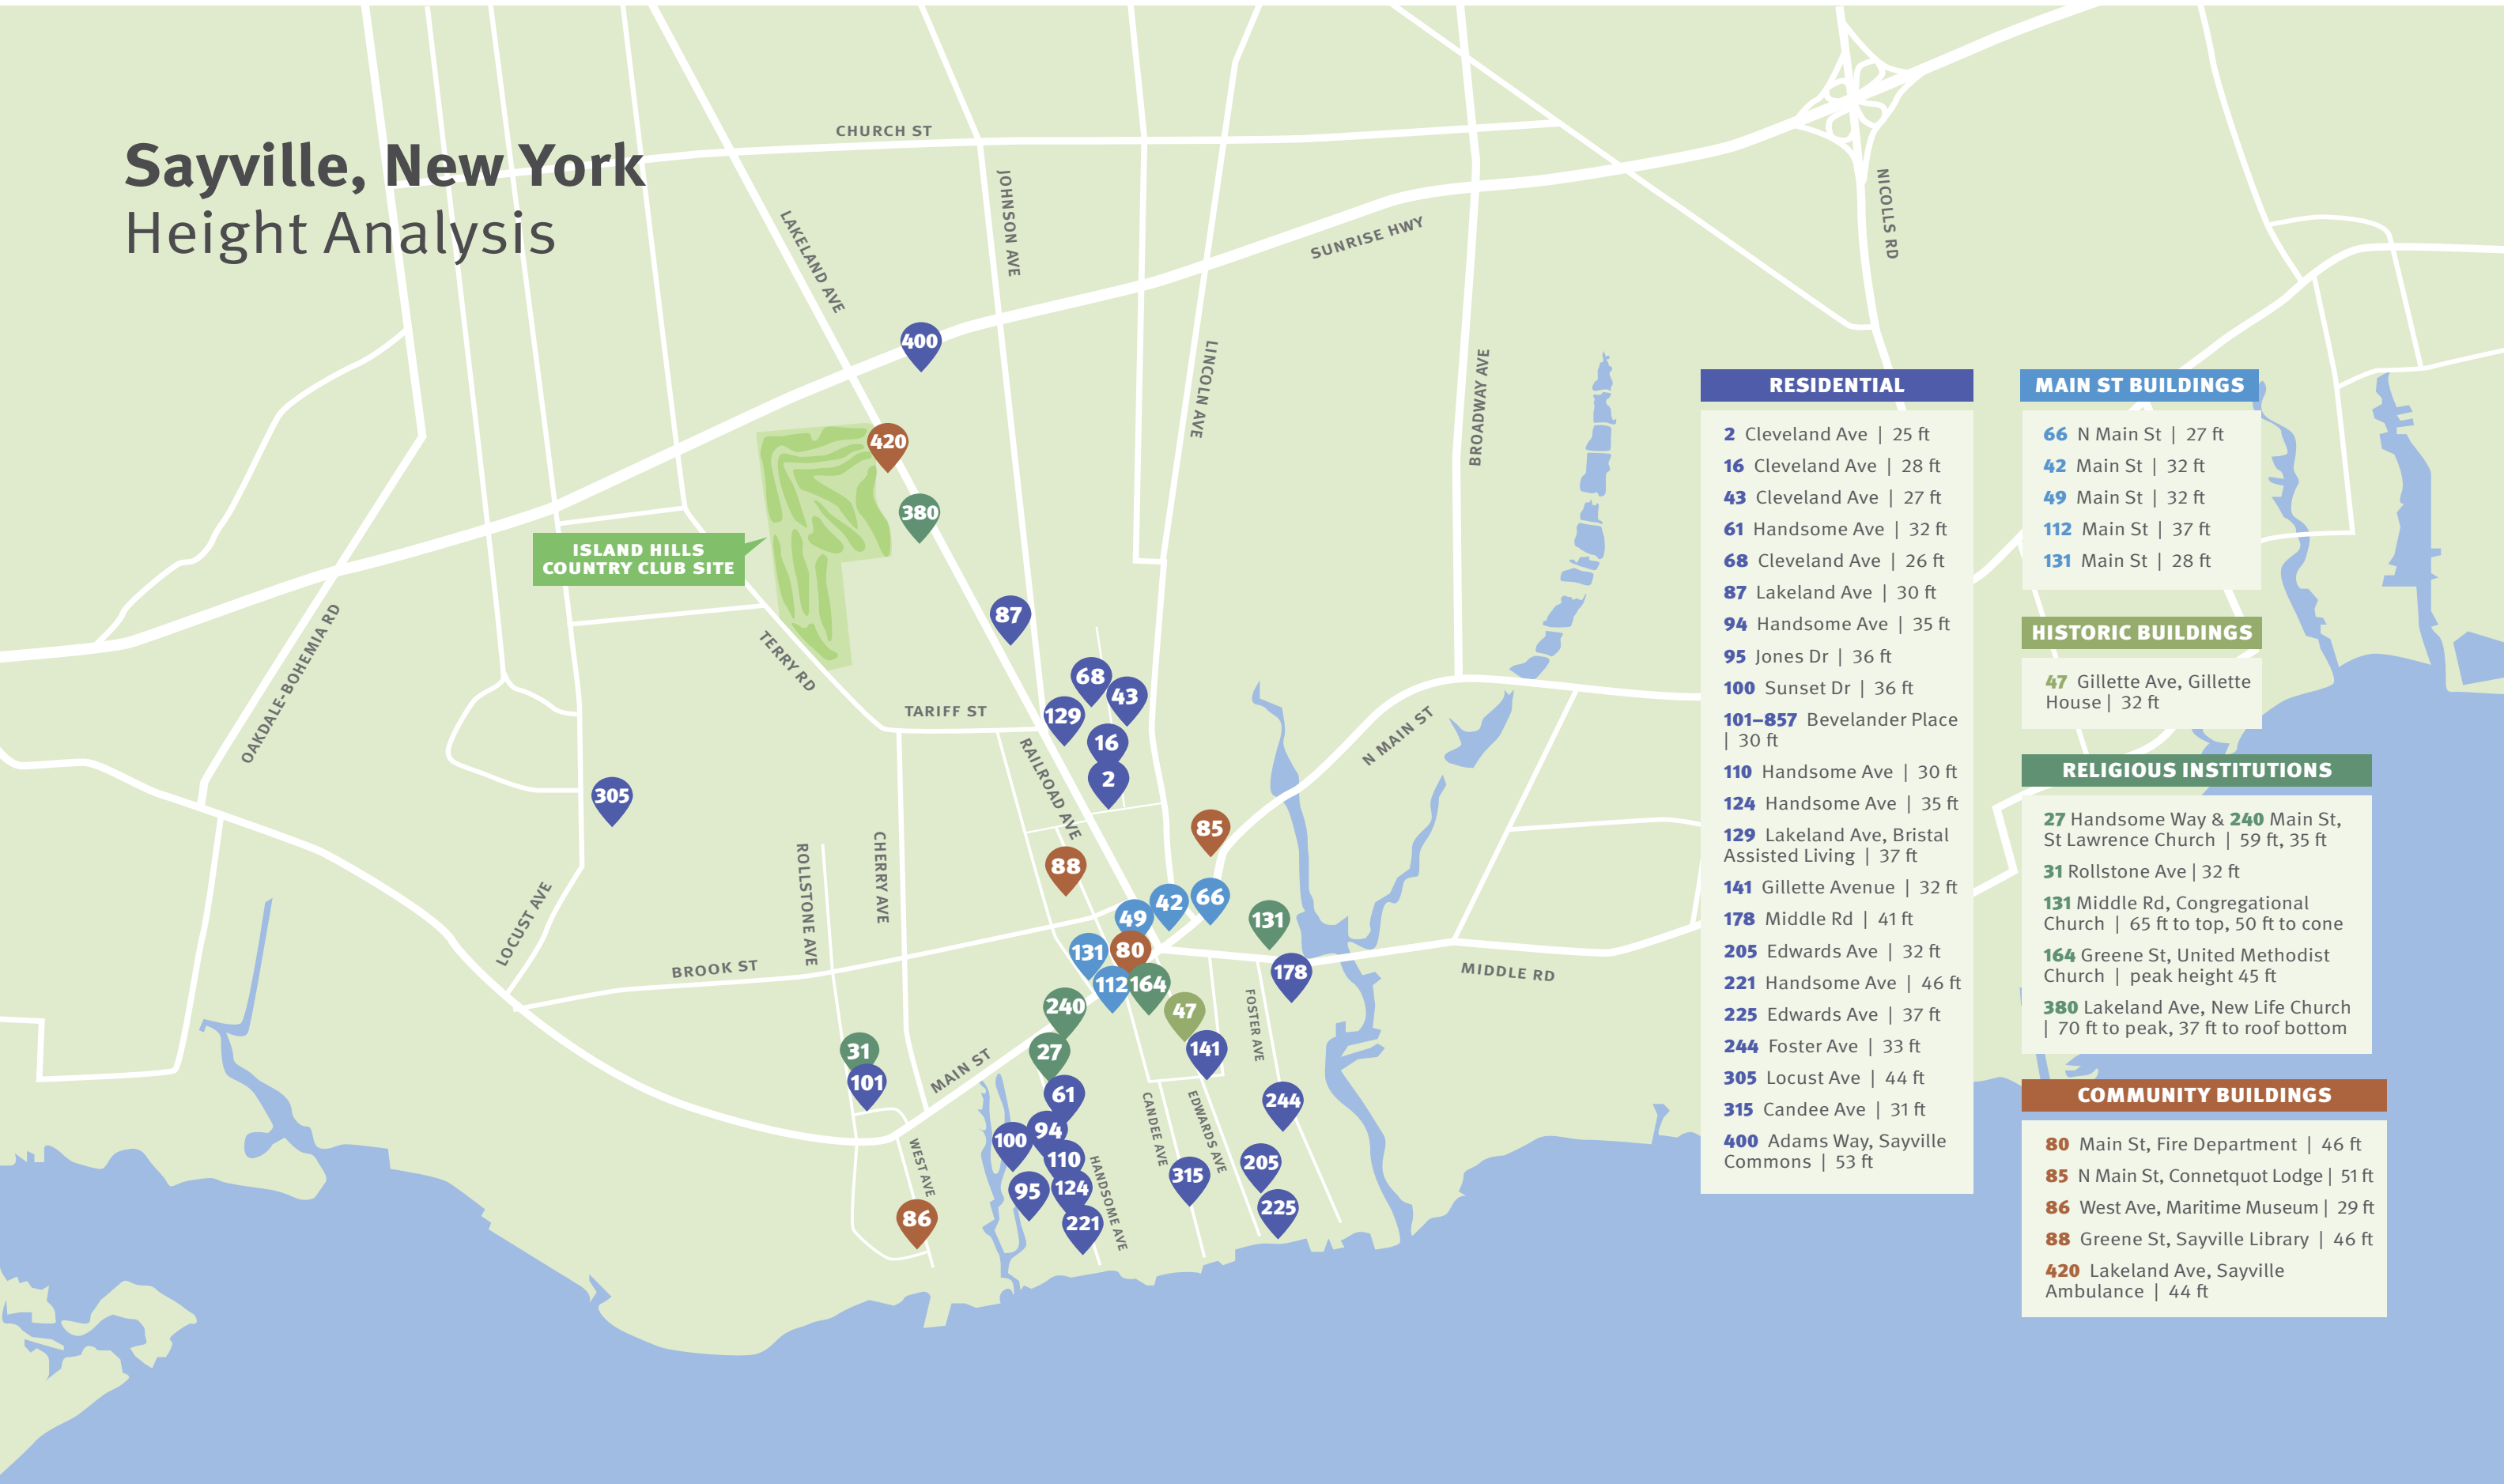 Sayville, New York
Height Analysis
CHURCH ST
JOHNSON AVE
LAKELAND AVE
SUNRISE HWY
NICOLLS RD
LINCOLN AVE
BROADWAY AVE
400
420
380
ISLAND HILLS
COUNTRY CLUB SITE
87
OAKDALE-BOHEMIA RD
TERRY RD
68
43
129
TARIFF ST
16
2
RAILROAD AVE
N MAIN ST
305
85
88
CHERRY AVE
ROLLSTONE AVE
LOCUST AVE
42
66
49
131
131
80
BROOK ST
178
MIDDLE RD
112
164
240
47
FOSTER AVE
31
27
141
101
MAIN ST
61
244
94
100
CANDEE AVE
EDWARDS AVE
110
WEST AVE
HANDSOME AVE
205
315
95
124
86
221
225
RESIDENTIAL
2 Cleveland Ave | 25 ft
16 Cleveland Ave | 28 ft
43 Cleveland Ave | 27 ft
61 Handsome Ave | 32 ft
68 Cleveland Ave | 26 ft
87 Lakeland Ave | 30 ft
94 Handsome Ave | 35 ft
95 Jones Dr | 36 ft
100 Sunset Dr | 36 ft
101–857 Bevelander Place
| 30 ft
110 Handsome Ave | 30 ft
124 Handsome Ave | 35 ft
129 Lakeland Ave, Bristal
Assisted Living | 37 ft
141 Gillette Avenue | 32 ft
178 Middle Rd | 41 ft
205 Edwards Ave | 32 ft
221 Handsome Ave | 46 ft
225 Edwards Ave | 37 ft
244 Foster Ave | 33 ft
305 Locust Ave | 44 ft
315 Candee Ave | 31 ft
400 Adams Way, Sayville
Commons | 53 ft
MAIN ST BUILDINGS
66 N Main St | 27 ft
42 Main St | 32 ft
49 Main St | 32 ft
112 Main St | 37 ft
131 Main St | 28 ft
HISTORIC BUILDINGS
47 Gillette Ave, Gillette
House | 32 ft
RELIGIOUS INSTITUTIONS
27 Handsome Way & 240 Main St,
St Lawrence Church | 59 ft, 35 ft
31 Rollstone Ave | 32 ft
131 Middle Rd, Congregational
Church | 65 ft to top, 50 ft to cone
164 Greene St, United Methodist
Church | peak height 45 ft
380 Lakeland Ave, New Life Church
| 70 ft to peak, 37 ft to roof bottom
COMMUNITY BUILDINGS
80 Main St, Fire Department | 46 ft
85 N Main St, Connetquot Lodge | 51 ft
86 West Ave, Maritime Museum | 29 ft
88 Greene St, Sayville Library | 46 ft
420 Lakeland Ave, Sayville
Ambulance | 44 ft